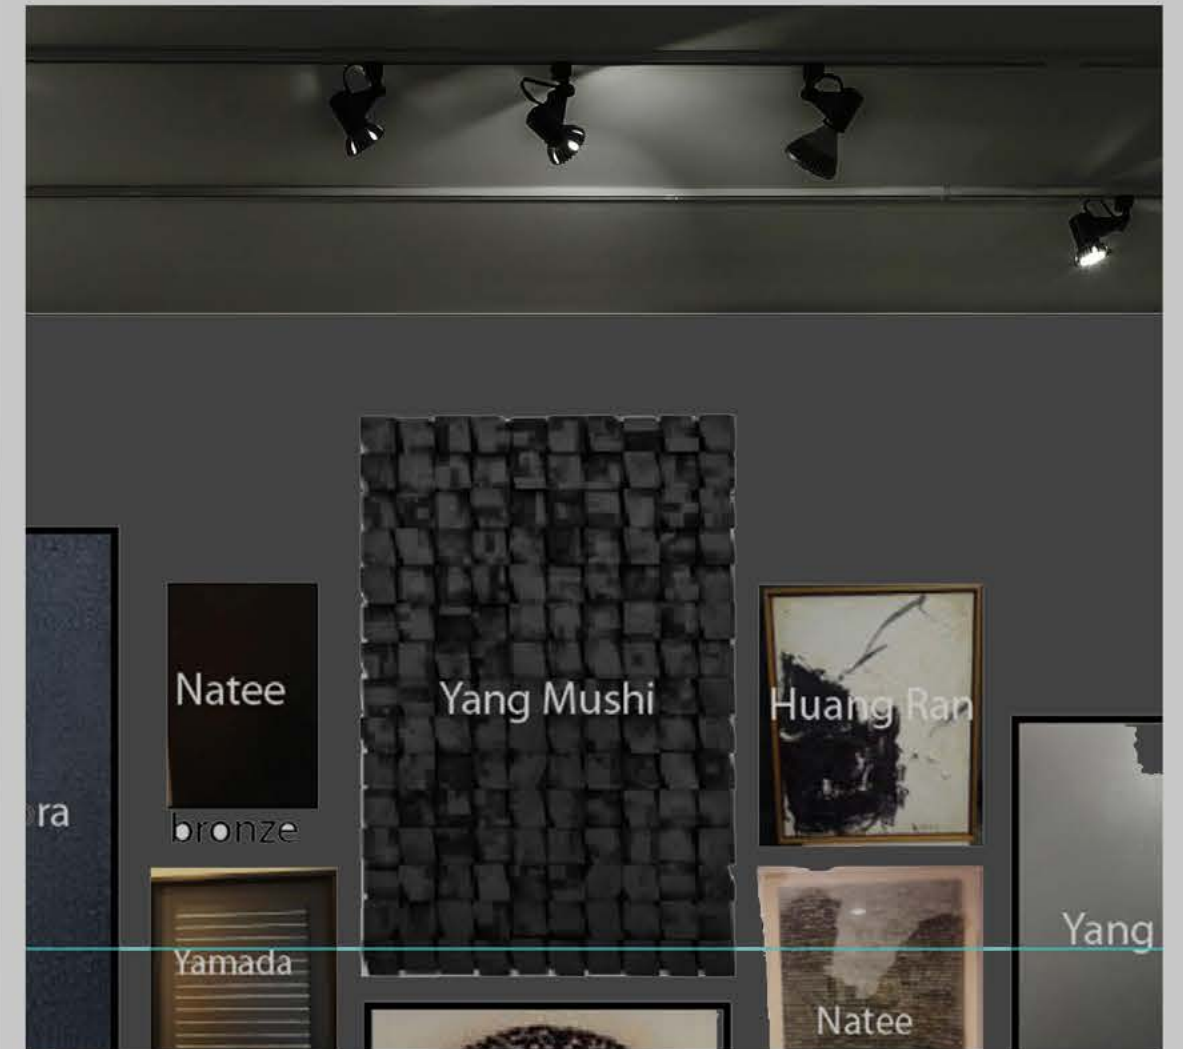 Natee
Yang Mushi
Huang Ran
ra
bronze
Yang
Yamada
Natee